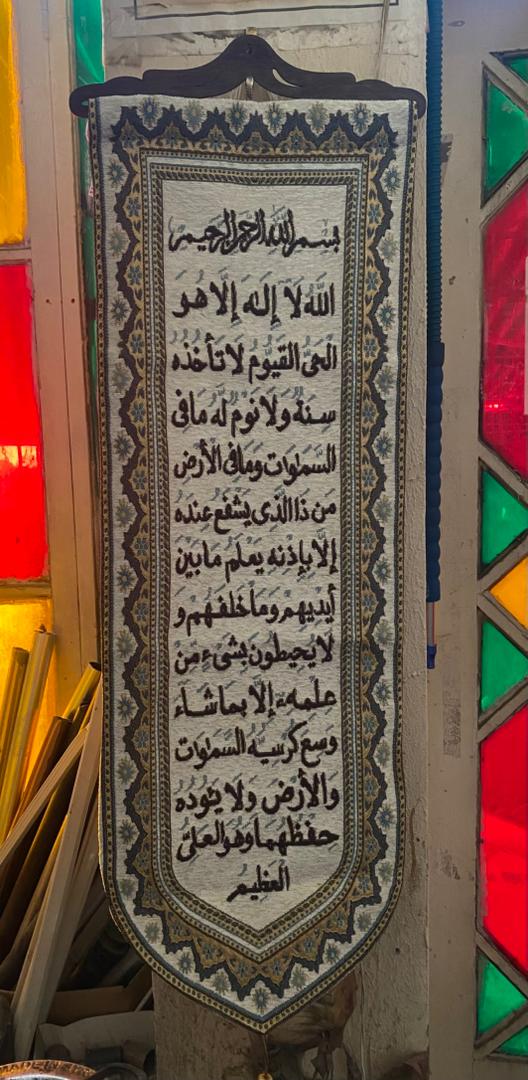 بسم الله الرحمن الرحيم
الله لا إله إلا هو
الحى القيوم لا تأخذه
سنة ولا نوم له ما فى
السموات وما فى الأرض
من ذا الذى يشفع عنده
إلا بإذنه يعلم ما بين
أيديهم وما خلفهم و
لا يحيطون بشىء من
علمه إلا بما شاء
وسع كرسيه السموات
والأرض ولا يئوده
حفظهما وهو العلى
العظيم